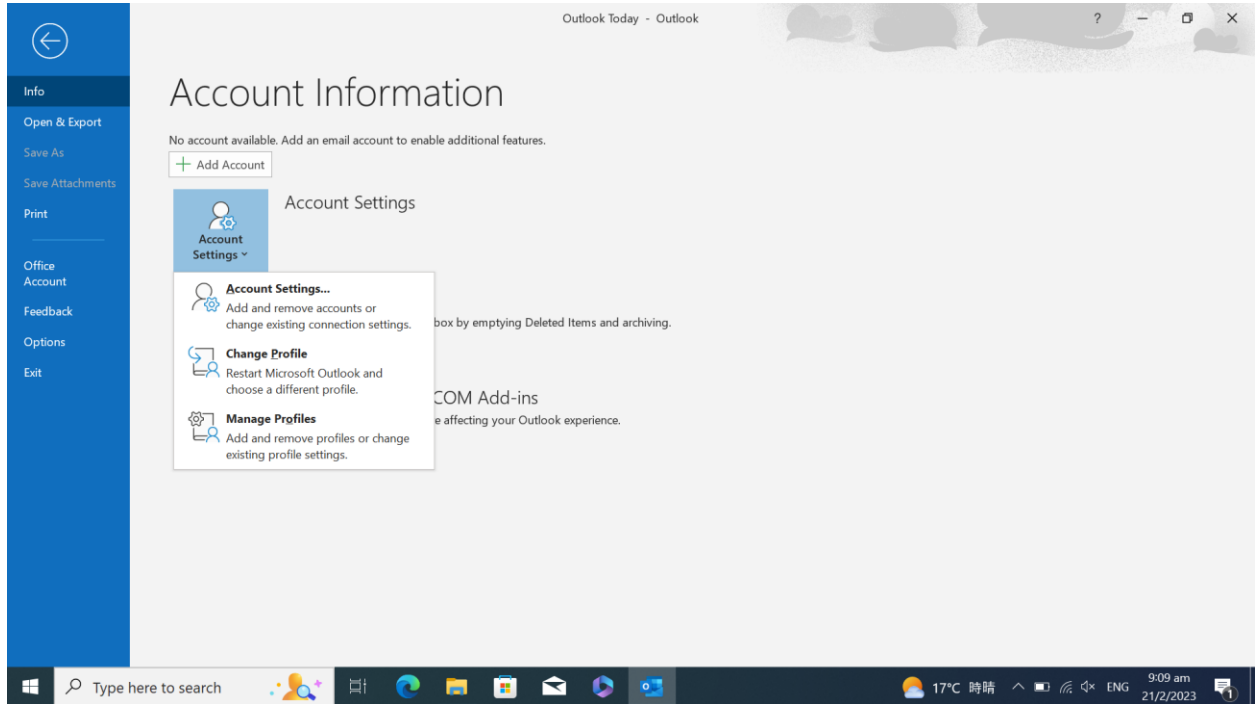 Outlook Today - Outlook
?
Info
Open & Export
Save As
Save Attachments
Print
Office
Account
Feedback
Options
Exit
Account Information
No account available. Add an email account to enable additional features.
Add Account
Account
Settings
Account Settings
Account Settings...
Add and remove accounts or
change existing connection settings.
box by emptying Deleted Items and archiving.
Change Profile
Restart Microsoft Outlook and
choose a different profile.
COM Add-ins
e affecting your Outlook experience.
Manage Profiles
Add and remove profiles or change
existing profile settings.
Type here to search
17°C 時晴
ENG
9:09 am
21/2/2023
1